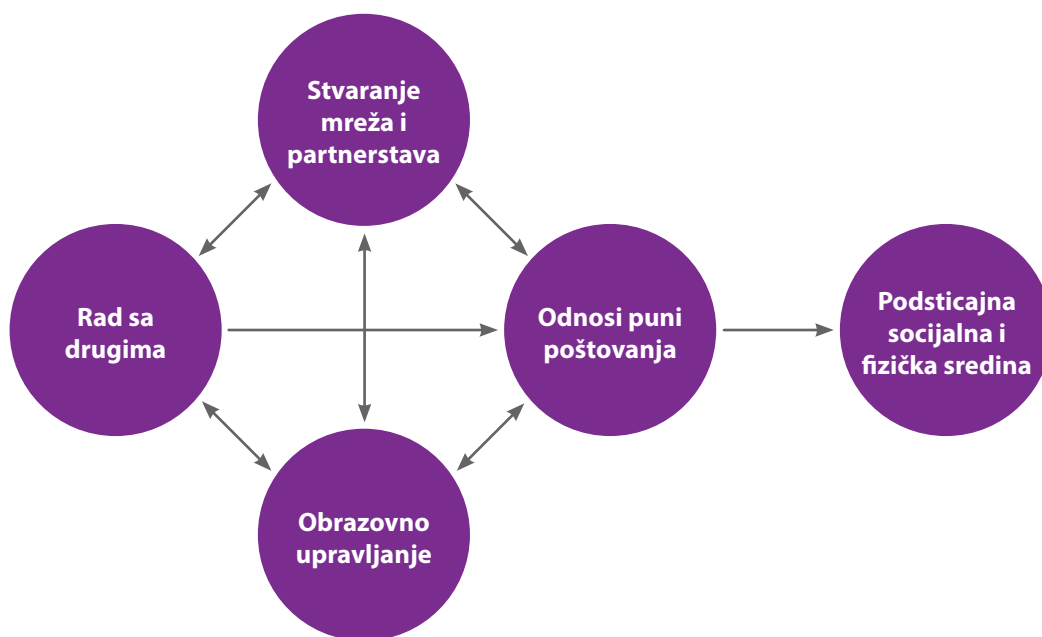 Stvaranje
mreža i
partnerstava
Rad sa
drugima
Odnosi puni
poštovanja
Podsticajna
socijalna i
fizička sredina
Obrazovno
upravljanje